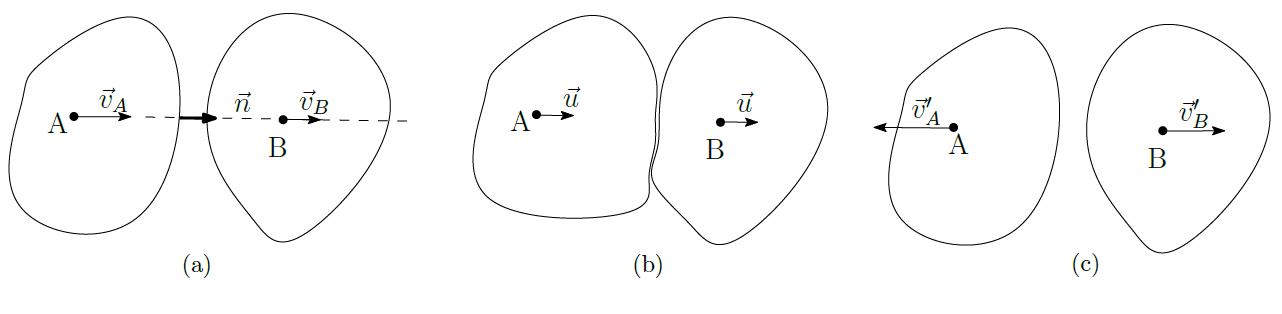 A $\vec{v}_A$ $\vec{n}$ $\vec{v}_B$ B
A $\vec{u}$ $\vec{u}$ B
$\vec{v}'_A$ A $\vec{v}'_B$ B
(a) (b) (c)